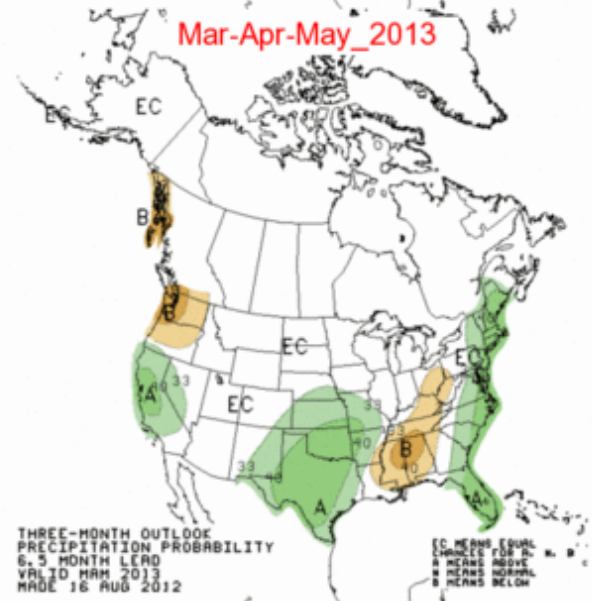 Mar-Apr-May_2013
EC
EC
B
B
EC
EC
A
33
EC
33
40
33
B
33
40
A
A
THREE-MONTH OUTLOOK
PRECIPITATION PROBABILITY
6.5 MONTH LEAD
VALID MAM 2013
MADE 16 AUG 2012
EC MEANS EQUAL
CHANCES FOR A, N, B
A MEANS ABOVE
N MEANS NORMAL
B MEANS BELOW